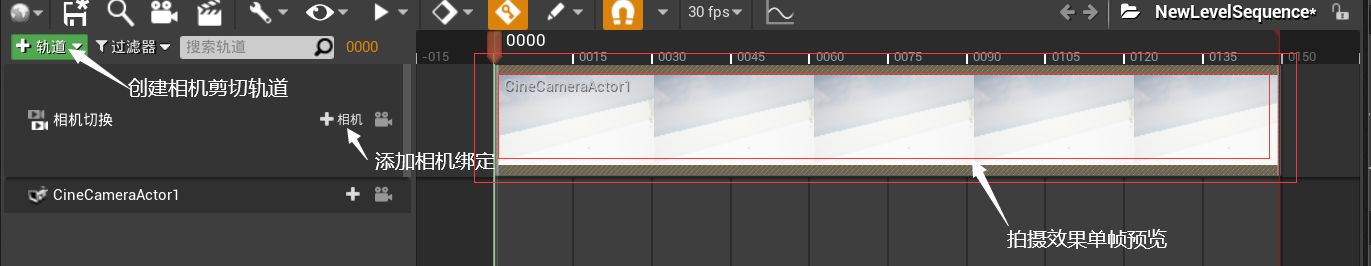 30 fps
NewLevelSequence*
轨道 过滤器 搜索轨道 0000
0000
-015 0015 0030 0045 0060 0075 0090 0105 0120 0135 0150
创建相机剪切轨道
CineCameraActor1
相机切换 相机
添加相机绑定
CineCameraActor1
拍摄效果单帧预览